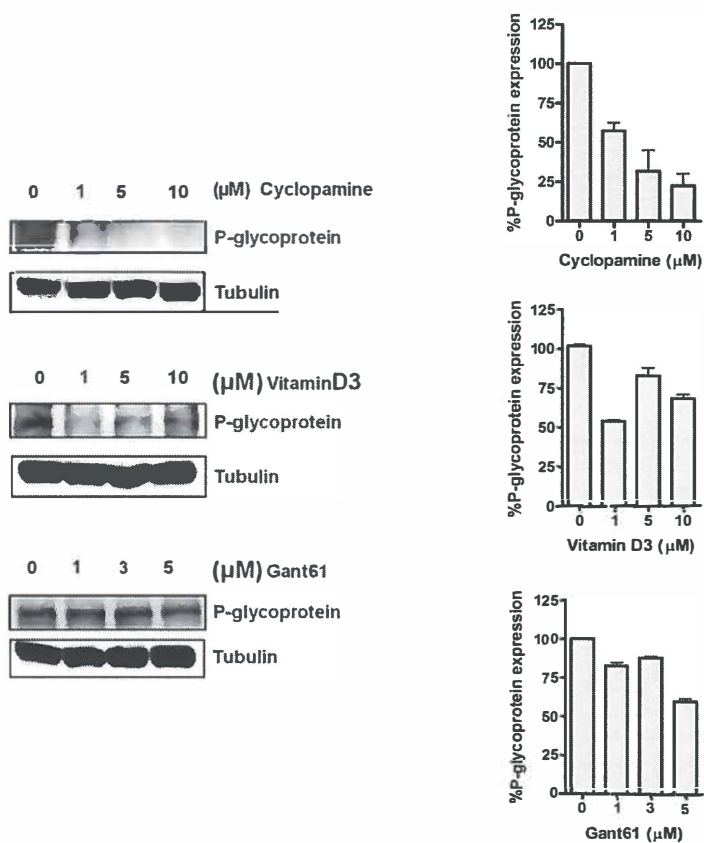 0 1 5 10 (μM) Cyclopamine
P-glycoprotein
Tubulin
0 1 5 10 (μM) VitaminD3
P-glycoprotein
Tubulin
0 1 3 5 (μM) Gant61
P-glycoprotein
Tubulin
%P-glycoprotein expression
125
100
75
50
25
0
0 1 5 10
Cyclopamine (μM)
%P-glycoprotein expression
125
100
75
50
25
0
0 1 5 10
Vitamin D3 (μM)
%P-glycoprotein expression
125
100
75
50
25
0
0 1 3 5
Gant61 (μM)